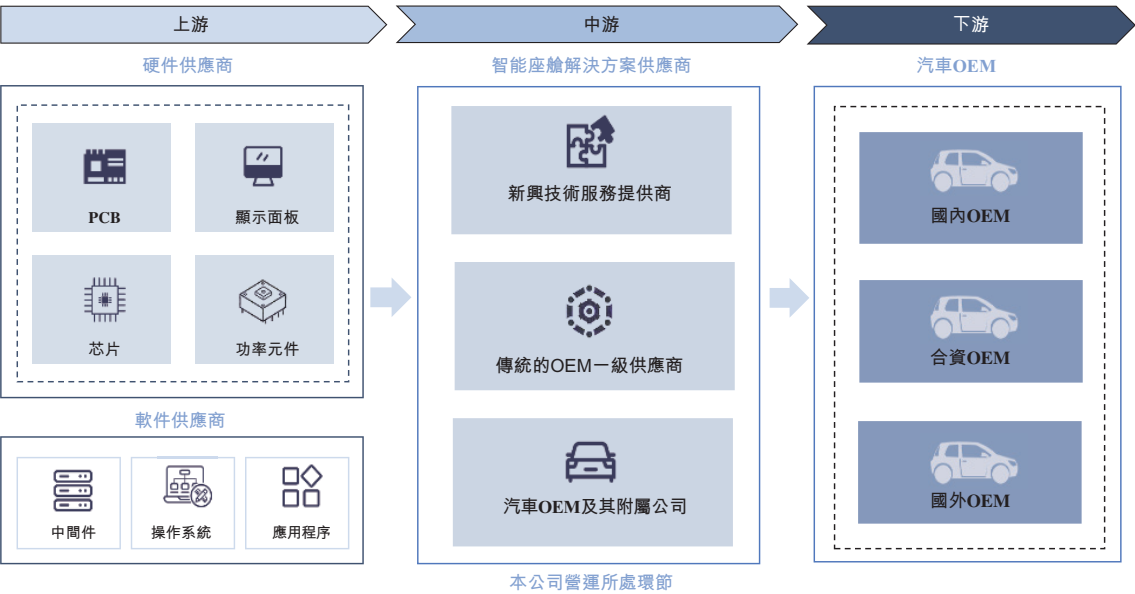 上游
中游
下游
硬件供應商
智能座艙解決方案供應商
汽車OEM
PCB
顯示面板
芯片
功率元件
軟件供應商
中間件
操作系統
應用程序
新興技術服務提供商
傳統的OEM一級供應商
汽車OEM及其附屬公司
國內OEM
合資OEM
國外OEM
本公司營運所處環節